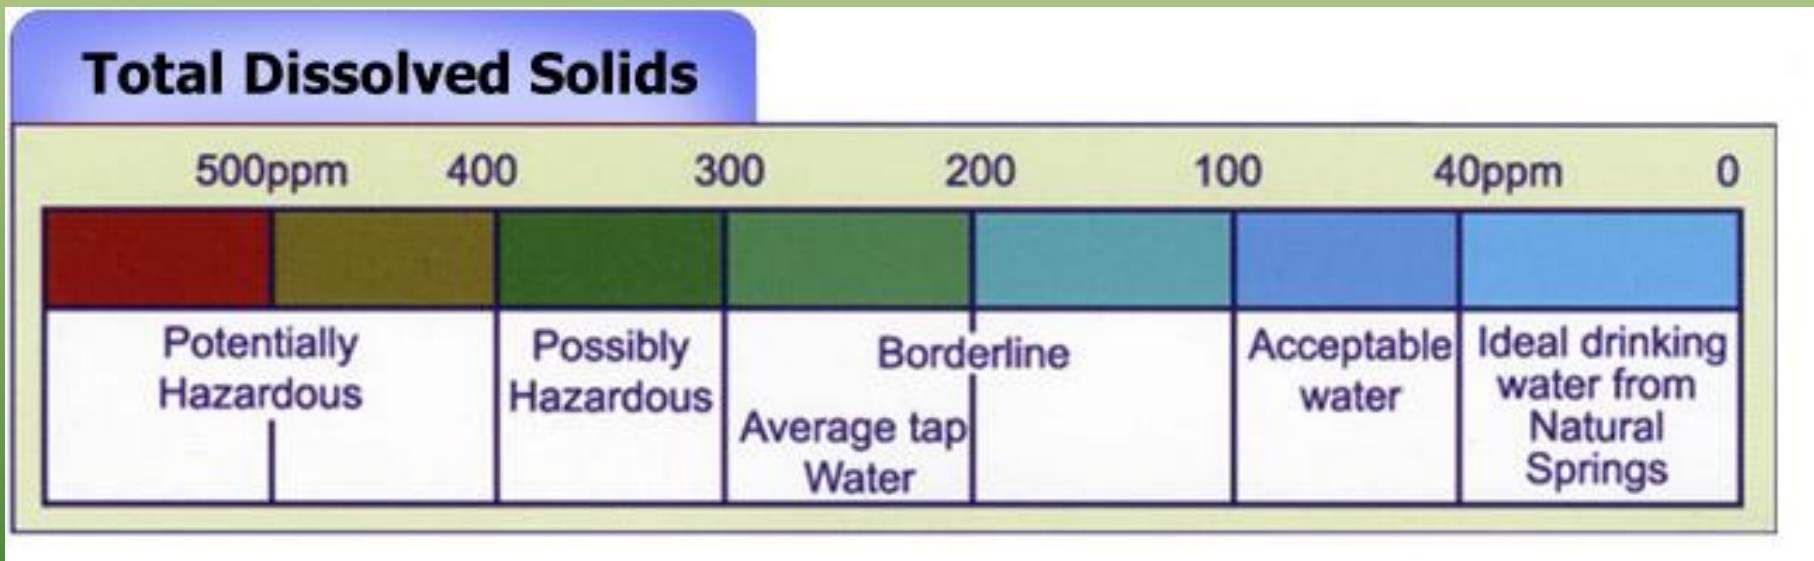 Total Dissolved Solids
500ppm 400 300 200 100 40ppm 0
Potentially
Hazardous
Possibly
Hazardous
Borderline
Average tap
Water
Acceptable
water
Ideal drinking
water from
Natural
Springs